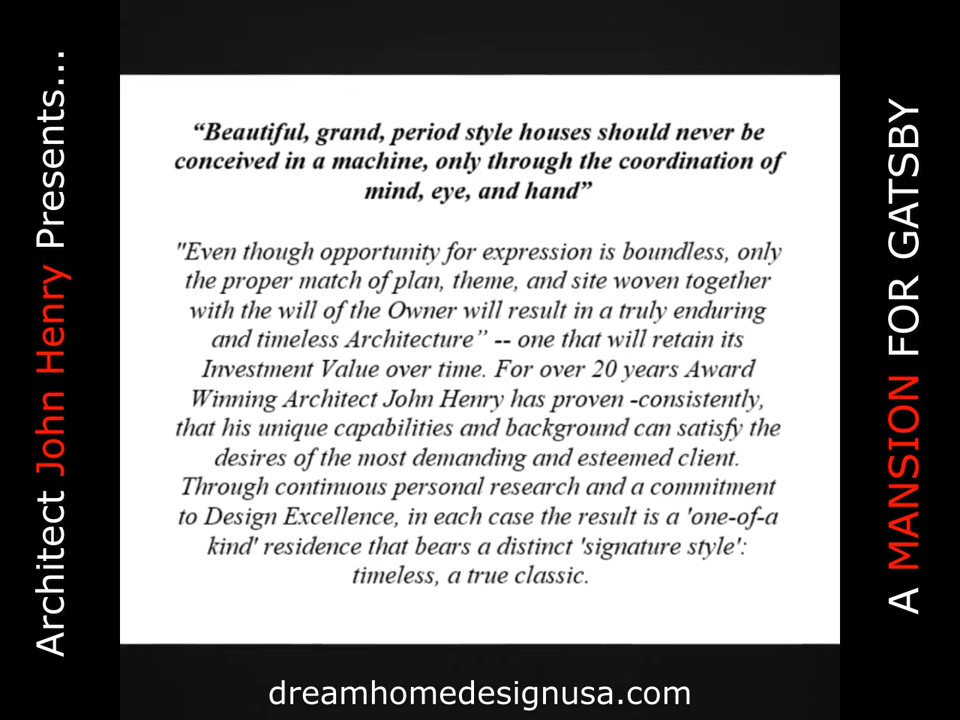 Architect John Henry Presents...
“Beautiful, grand, period style houses should never be
conceived in a machine, only through the coordination of
mind, eye, and hand”
"Even though opportunity for expression is boundless, only
the proper match of plan, theme, and site woven together
with the will of the Owner will result in a truly enduring
and timeless Architecture” -- one that will retain its
Investment Value over time. For over 20 years Award
Winning Architect John Henry has proven -consistently,
that his unique capabilities and background can satisfy the
desires of the most demanding and esteemed client.
Through continuous personal research and a commitment
to Design Excellence, in each case the result is a 'one-of-a
kind' residence that bears a distinct 'signature style':
timeless, a true classic.
A MANSION FOR GATSBY
dreamhomedesignusa.com